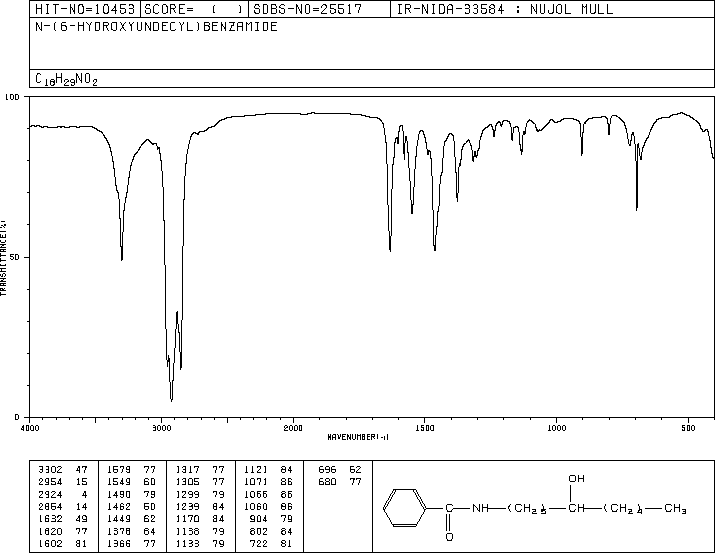 HIT-NO=10453 SCORE= ( ) SDBS-NO=25517 IR-NIDA-33584 : NUJOL MULL
N-(6-HYDROXYUNDECYL)BENZAMIDE
C18H29NO2
100
50
0
TRANSMITTANCE(%)
4000 3000 2000 1500 1000 500
WAVENUMBER(-1)
3302 47 1579 77 1317 77 1121 84 696 62
2954 15 1549 60 1305 77 1071 86 680 77
2924 4 1490 79 1299 79 1066 86
2854 14 1462 50 1239 84 1060 86
1632 49 1449 62 1170 84 904 79
1620 77 1378 64 1158 79 802 84
1602 81 1366 77 1133 79 722 81
OH
C-NH-(CH2)5-C-(CH2)4-CH3
O